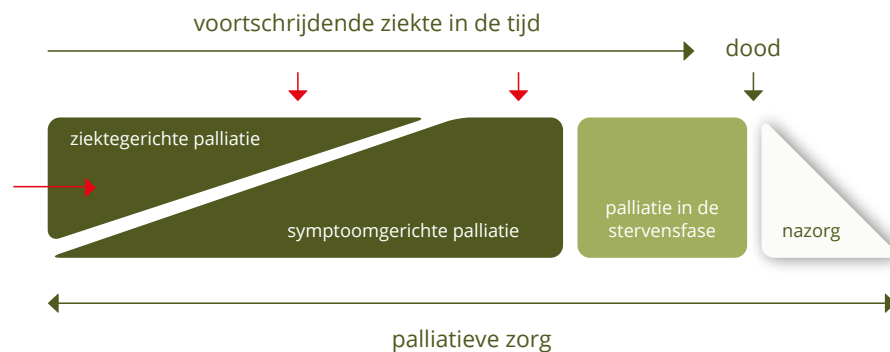 voortschrijdende ziekte in de tijd
dood
ziektegerichte palliatie
symptoomgerichte palliatie
palliatie in de
stervensfase
nazorg
palliatieve zorg